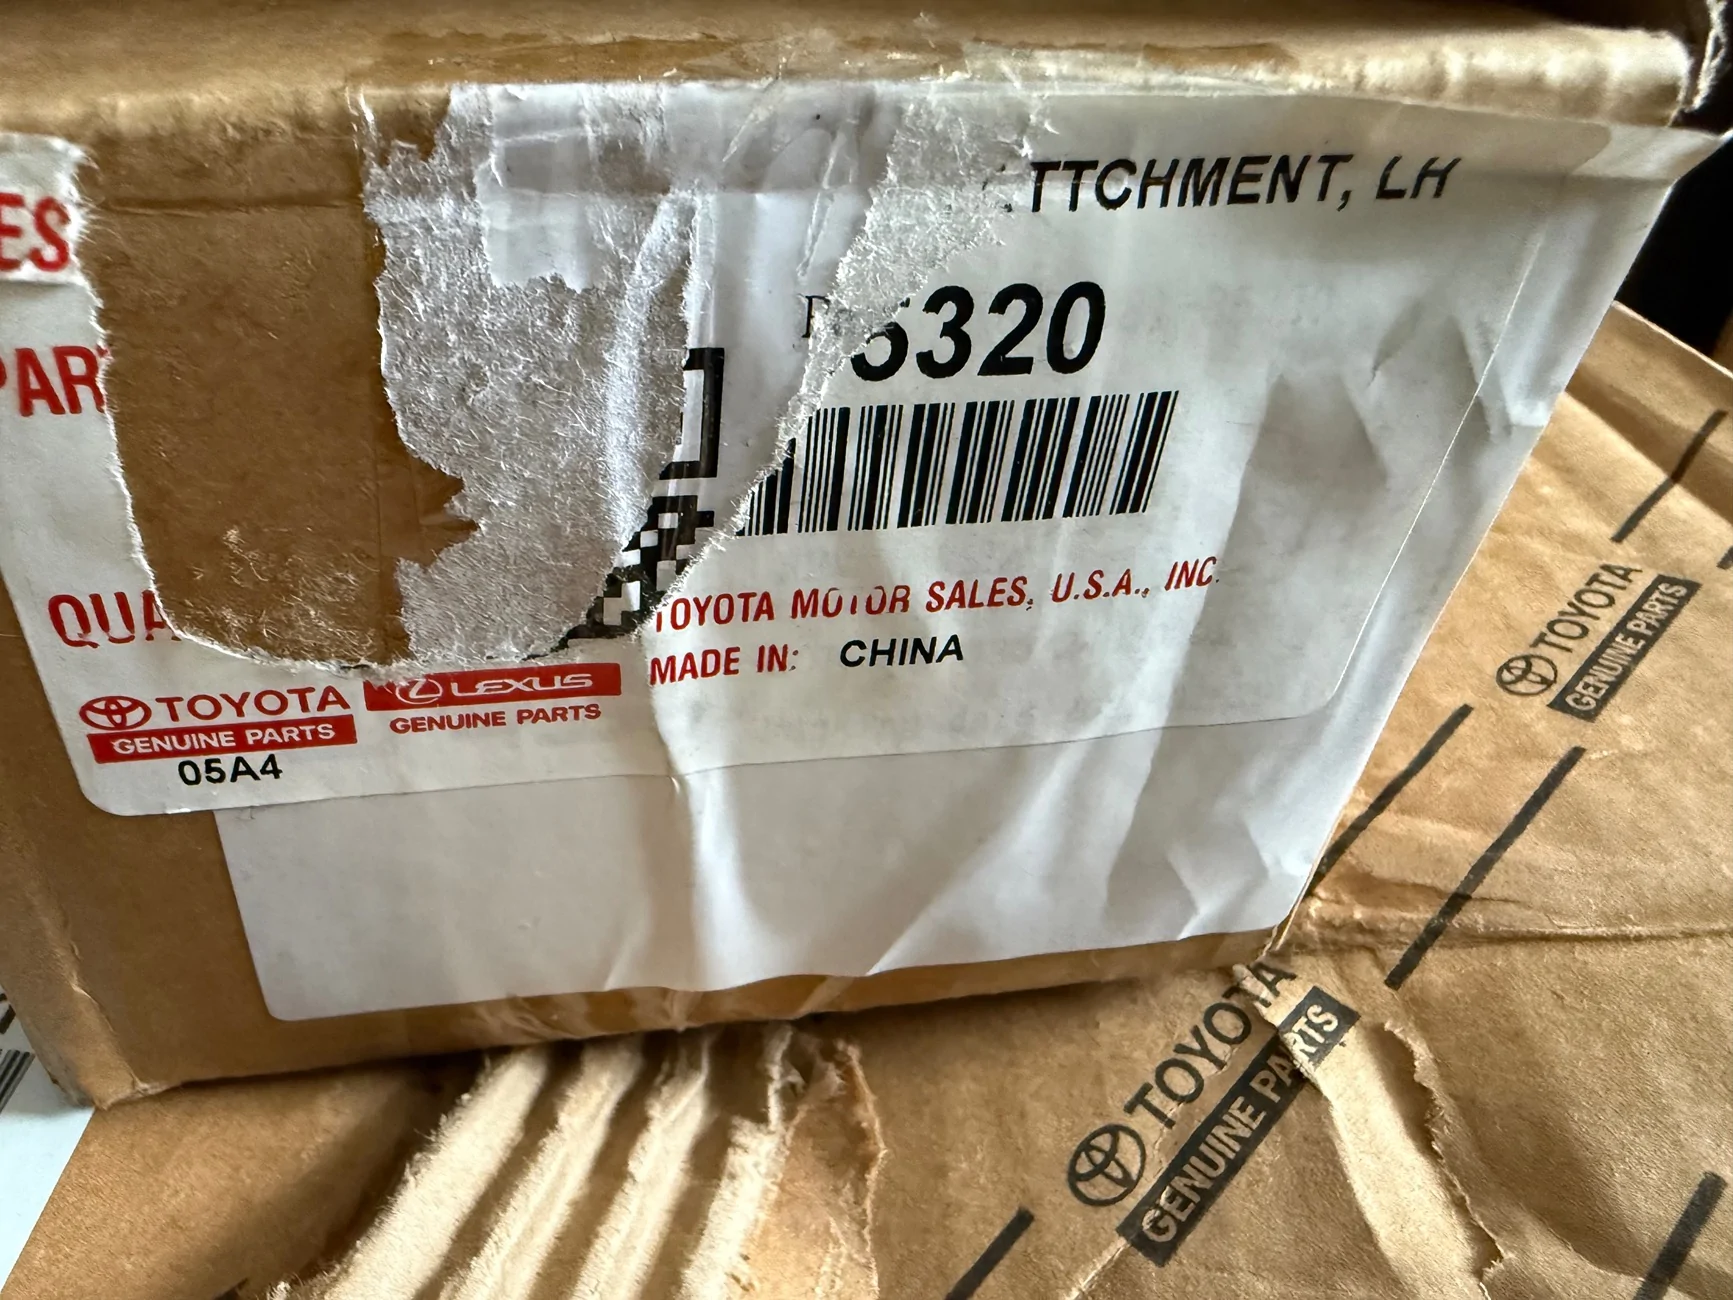 TTCHMENT, LH
ES
320
PAR
TOYOTA MOTOR SALES, U.S.A., INC.
QUA
MADE IN: CHINA
TOYOTA
GENUINE PARTS
LEXUS
GENUINE PARTS
05A4
TOYOTA
GENUINE PARTS
TOYOTA
GENUINE PARTS